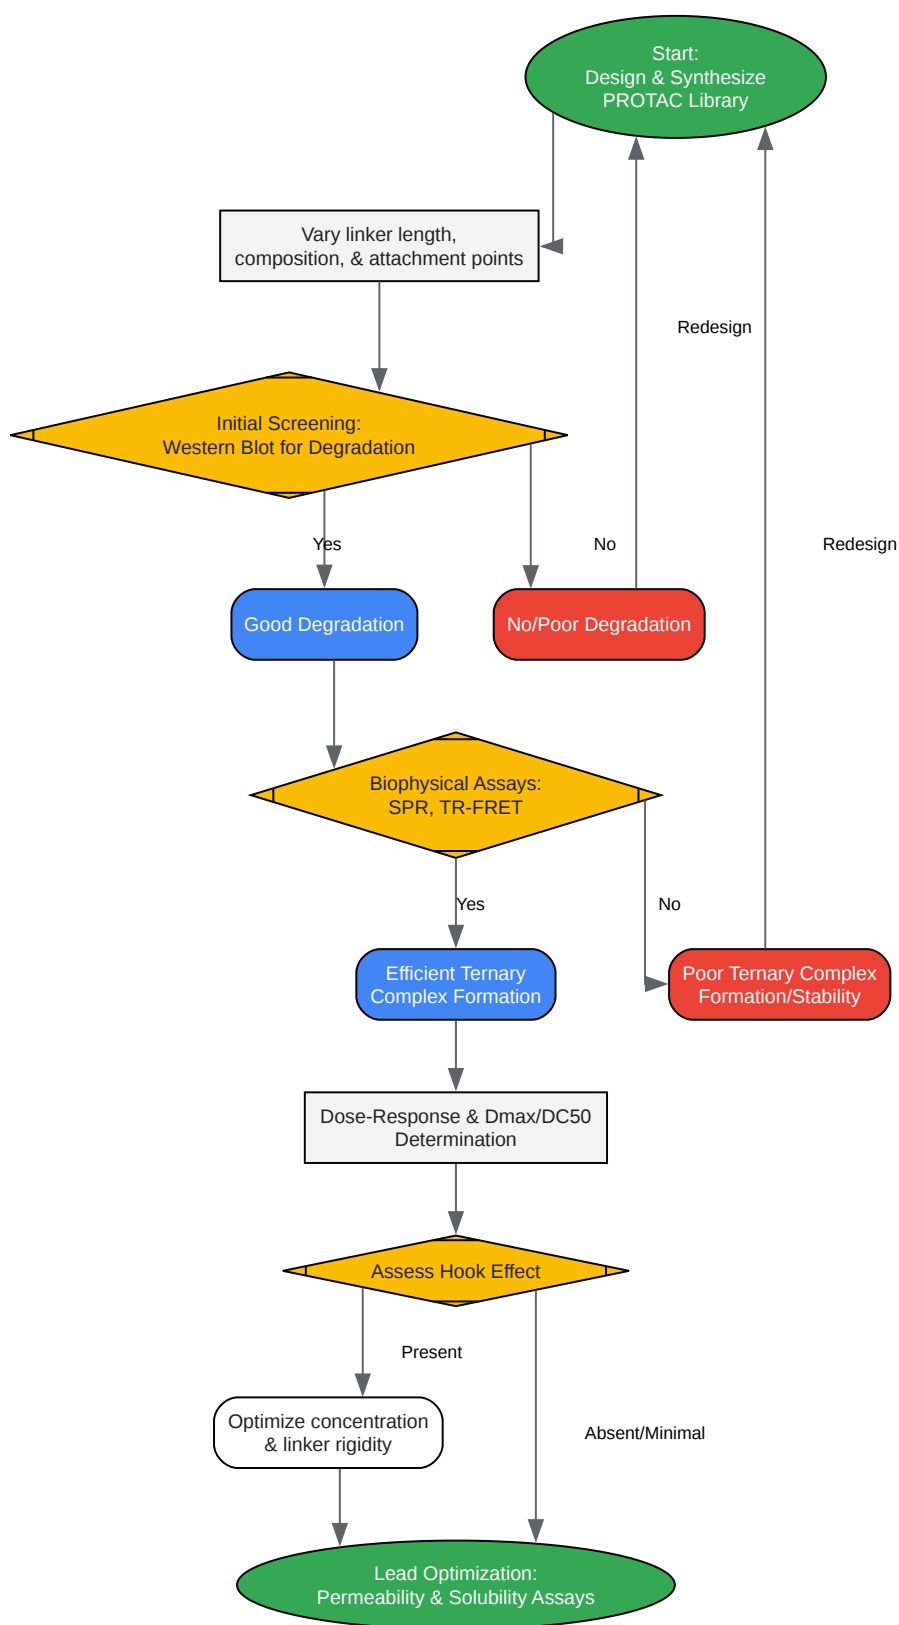 Start:
Design & Synthesize
PROTAC Library
Vary linker length,
composition, & attachment points
Redesign
Initial Screening:
Western Blot for Degradation
Yes
No
Redesign
Good Degradation
No/Poor Degradation
Biophysical Assays:
SPR, TR-FRET
Yes
No
Efficient Ternary
Complex Formation
Poor Ternary Complex
Formation/Stability
Dose-Response & Dmax/DC50
Determination
Assess Hook Effect
Present
Optimize concentration
& linker rigidity
Absent/Minimal
Lead Optimization:
Permeability & Solubility Assays